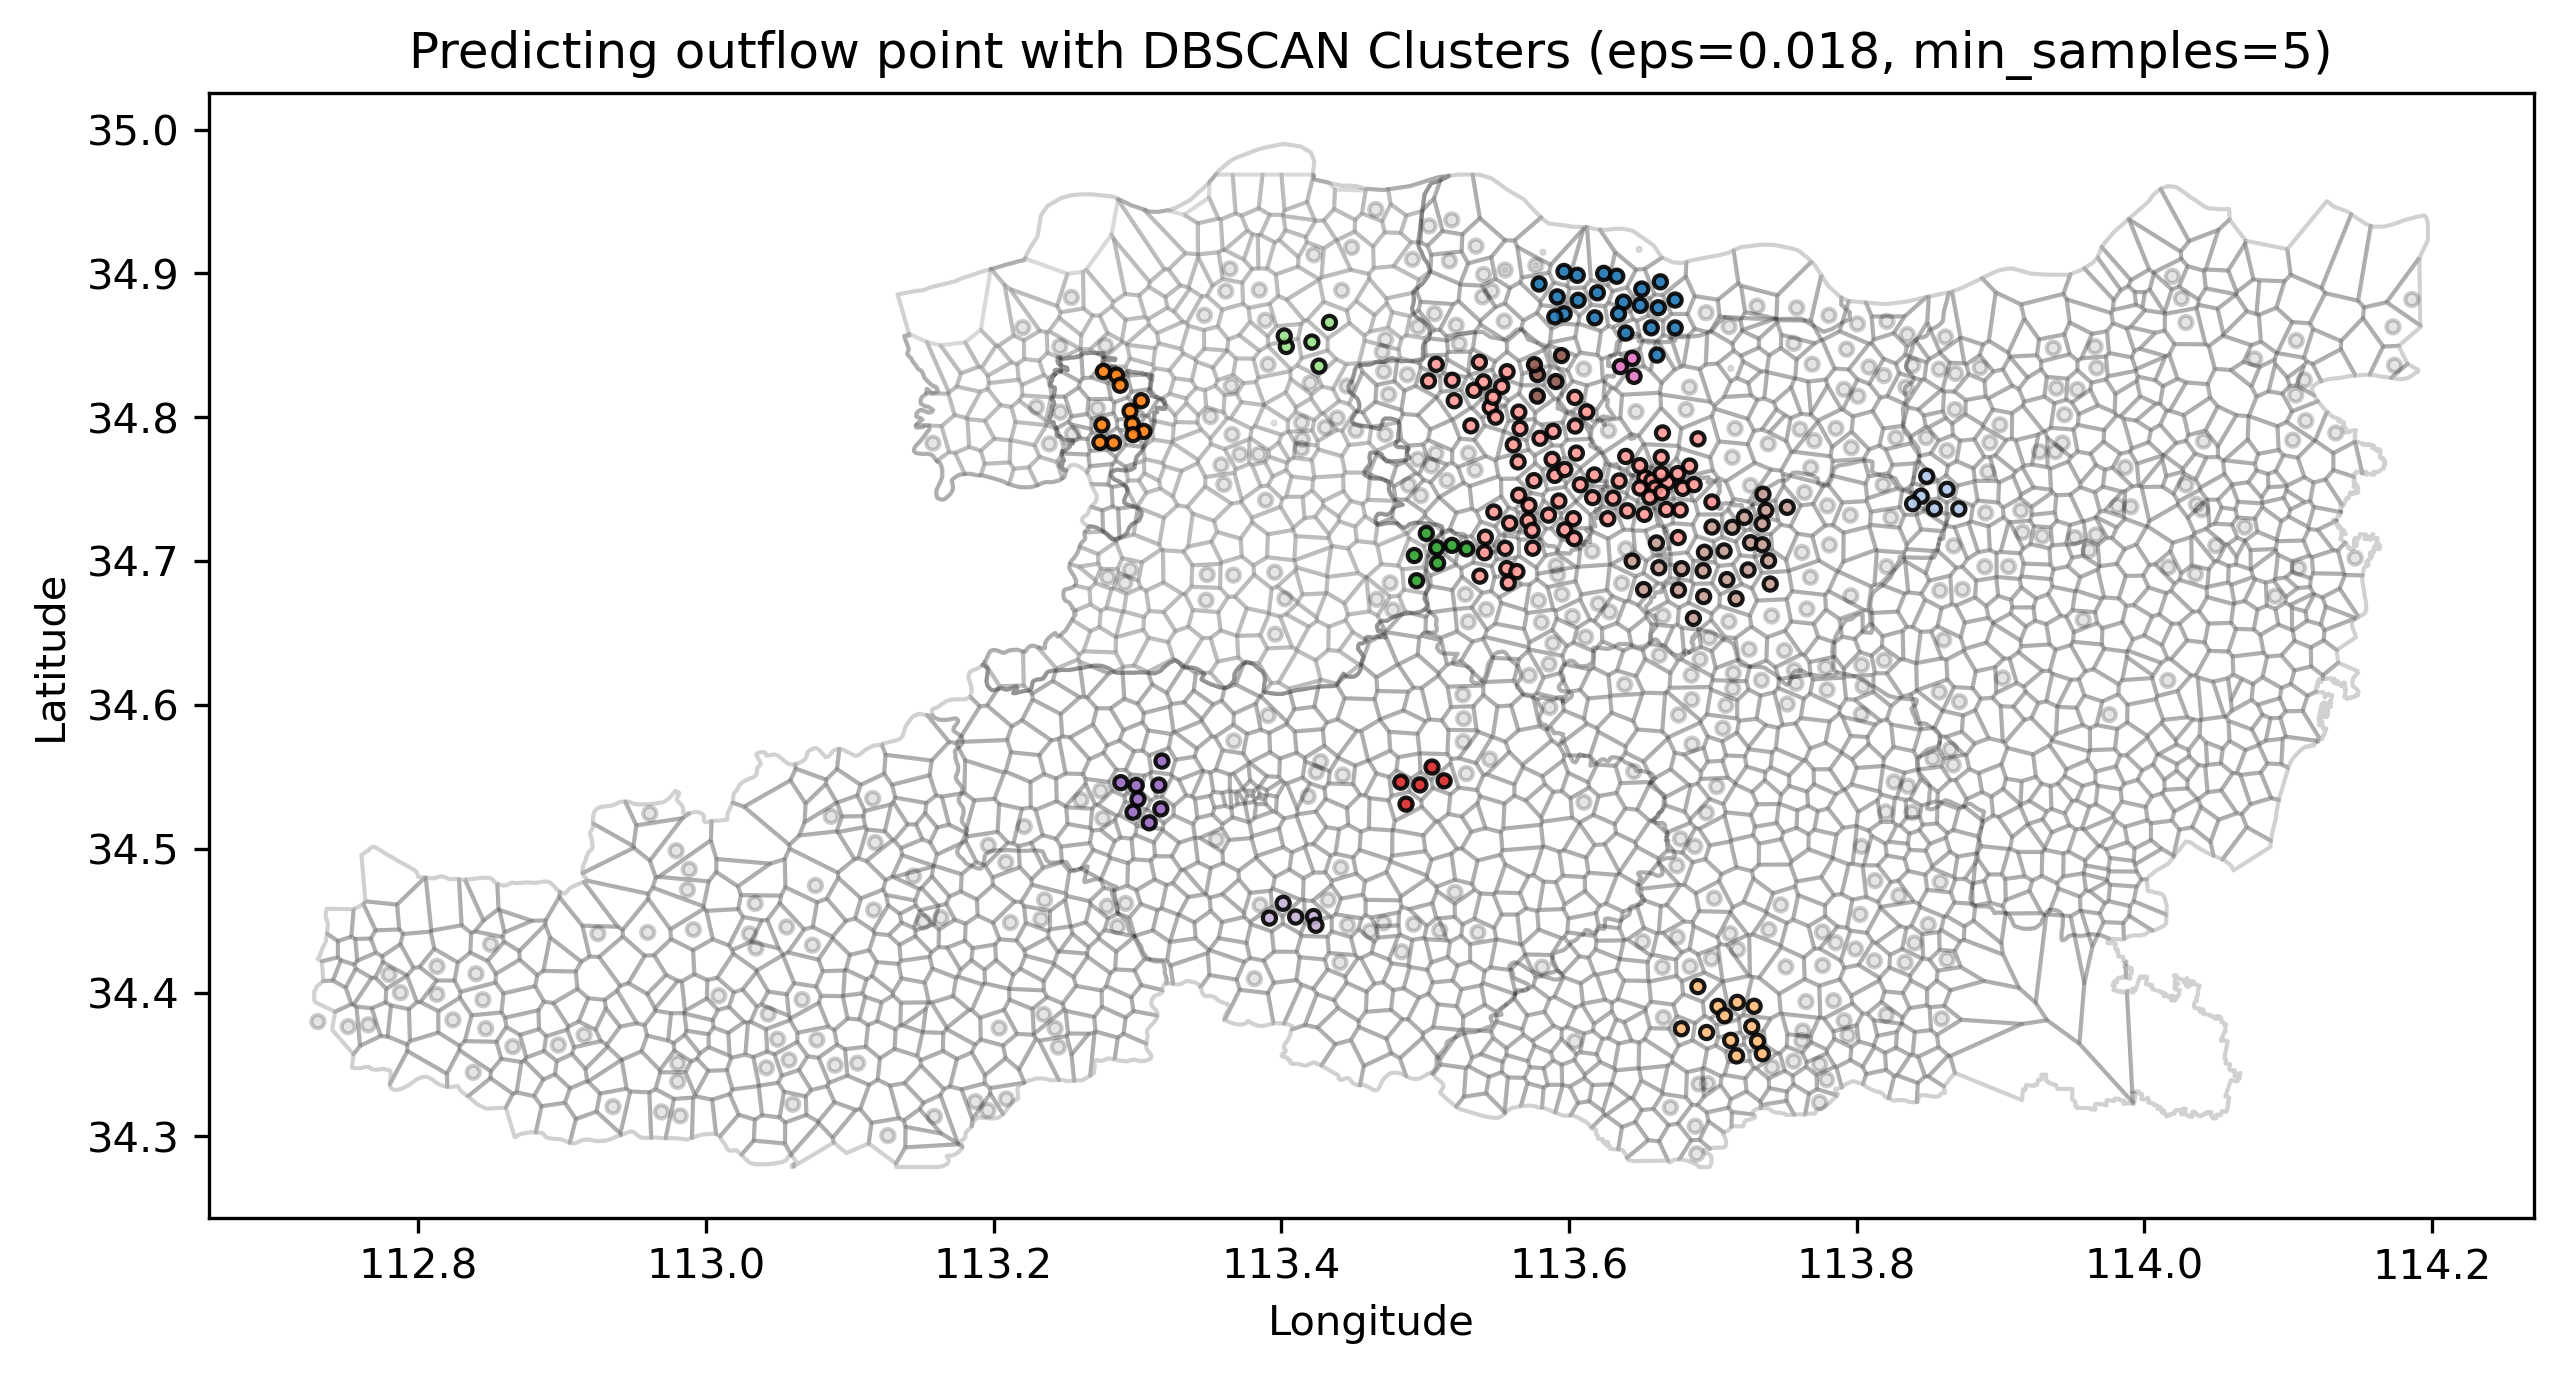 Predicting outflow point with DBSCAN Clusters (eps=0.018, min_samples=5)
35.0
34.9
34.8
34.7
34.6
34.5
34.4
34.3
Latitude
112.8 113.0 113.2 113.4 113.6 113.8 114.0 114.2
Longitude